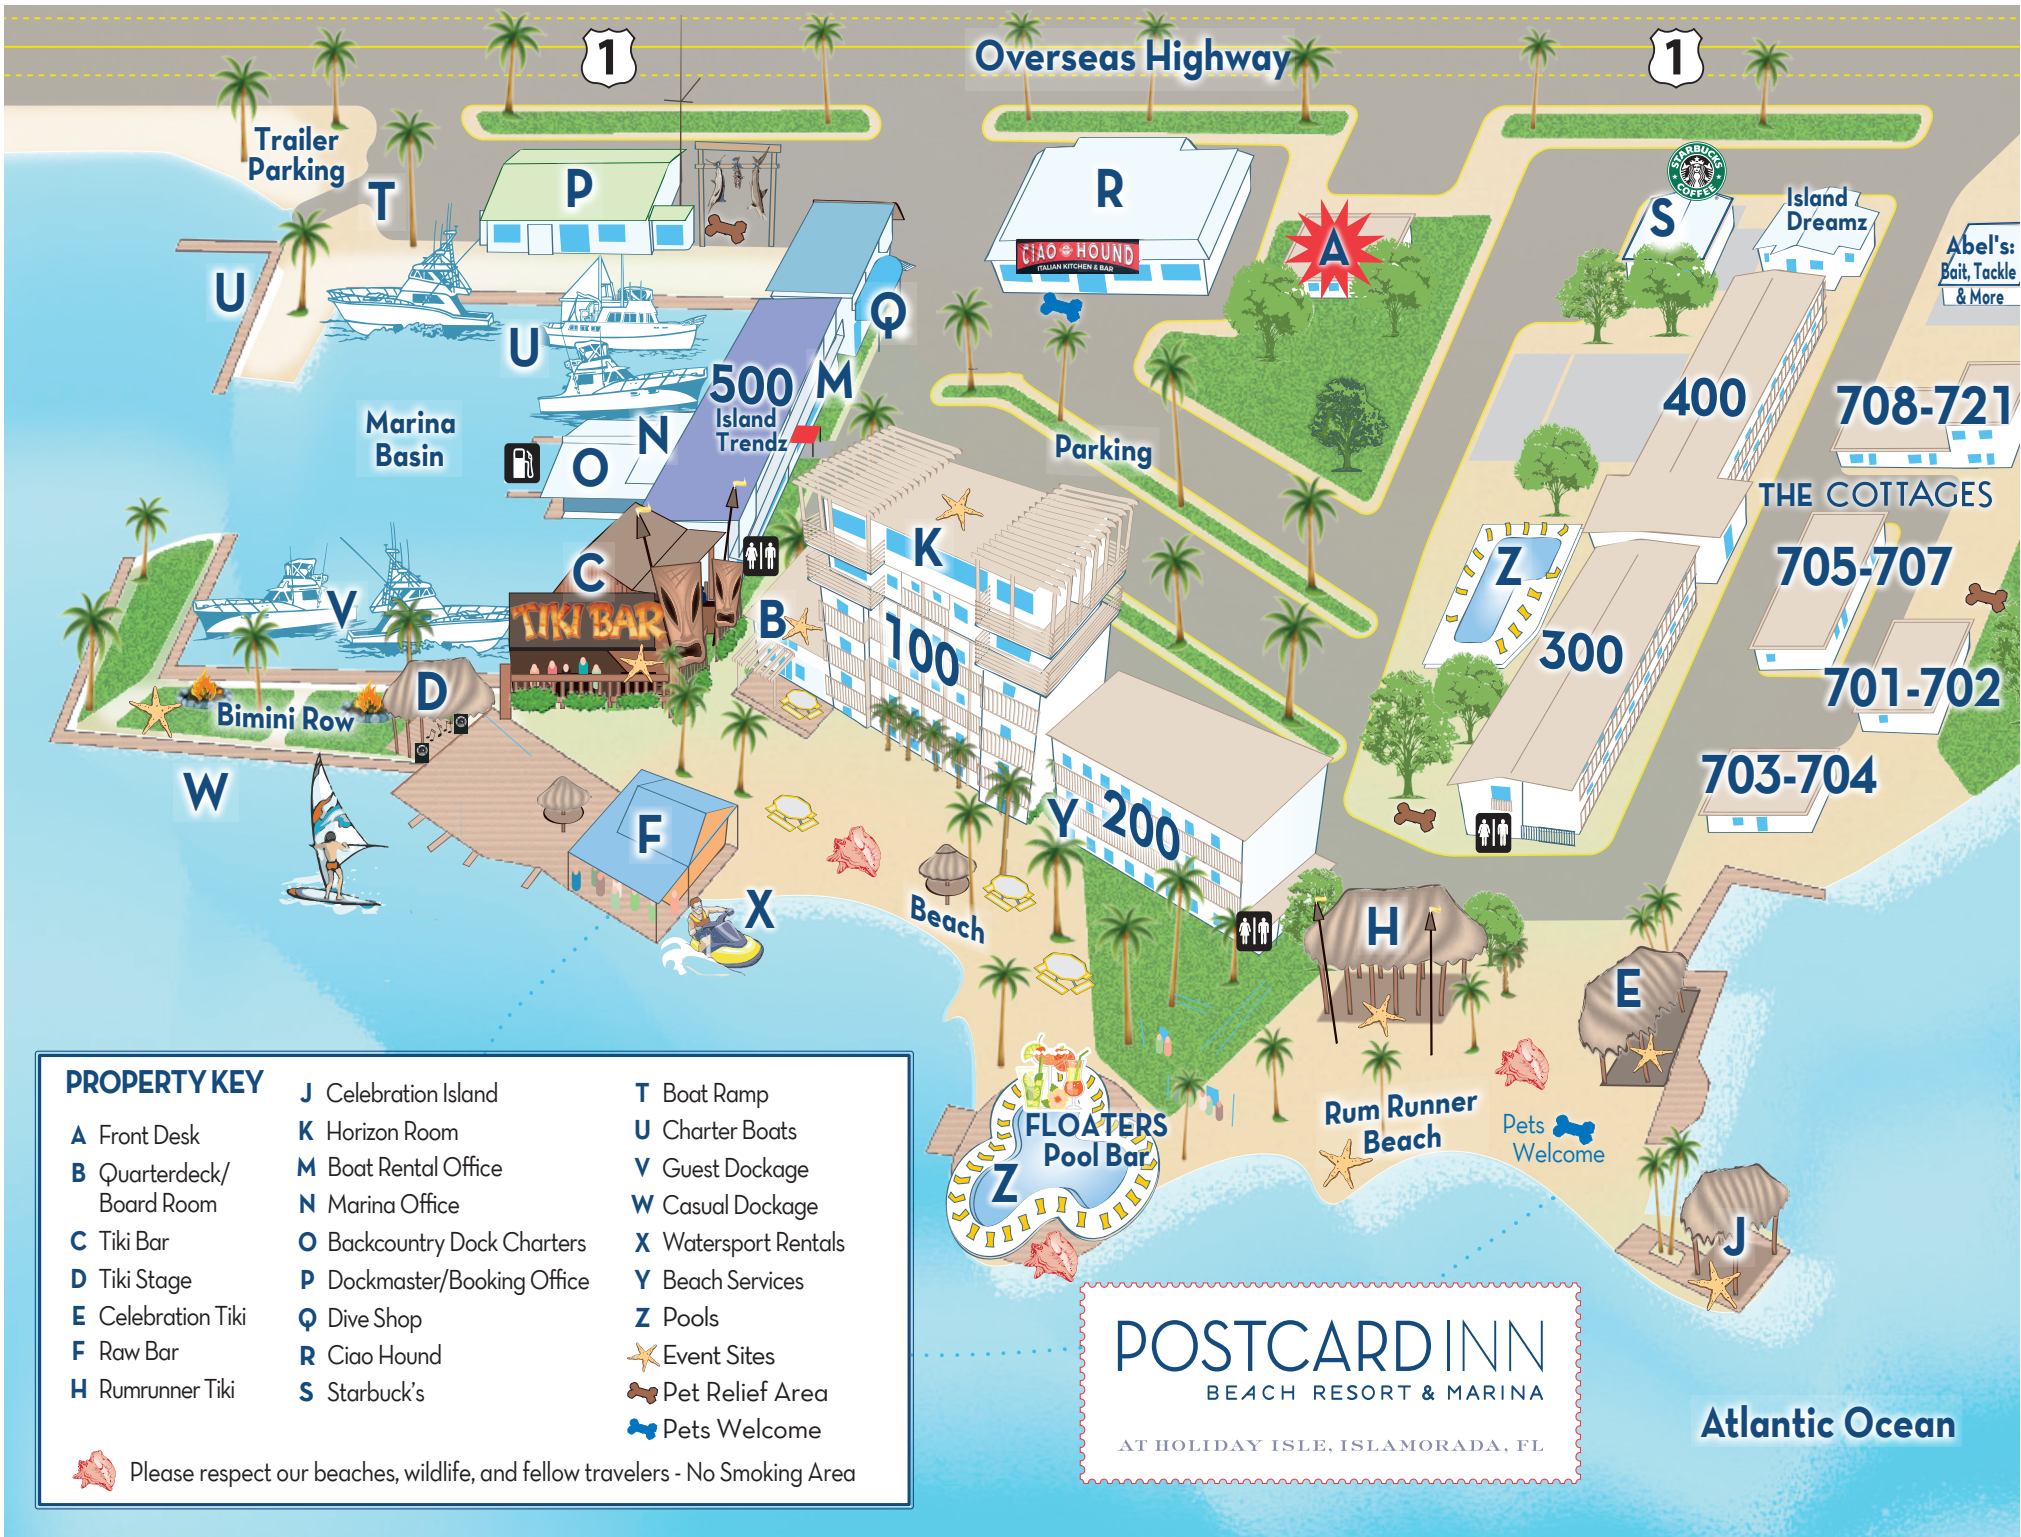 1
Overseas Highway
1
Trailer
Parking
T
P
R
CIAO HOUND
ITALIAN KITCHEN & BAR
A
STARBUCKS
COFFEE
S
Island
Dreamz
Abel's:
Bait, Tackle
& More
U
U
Q
500
Island
Trendz
M
N
O
Marina
Basin
Parking
400
708-721
THE COTTAGES
705-707
701-702
703-704
Z
300
K
100
B
C
TIKI BAR
V
D
Bimini Row
W
F
X
Y
200
Beach
H
E
Rum Runner
Beach
Pets
Welcome
FLOATERS
Pool Bar
Z
J
PROPERTY KEY
A Front Desk
B Quarterdeck/
Board Room
C Tiki Bar
D Tiki Stage
E Celebration Tiki
F Raw Bar
H Rumrunner Tiki
J Celebration Island
K Horizon Room
M Boat Rental Office
N Marina Office
O Backcountry Dock Charters
P Dockmaster/Booking Office
Q Dive Shop
R Ciao Hound
S Starbuck's
T Boat Ramp
U Charter Boats
V Guest Dockage
W Casual Dockage
X Watersport Rentals
Y Beach Services
Z Pools
Event Sites
Pet Relief Area
Pets Welcome
Please respect our beaches, wildlife, and fellow travelers - No Smoking Area
POSTCARD INN
BEACH RESORT & MARINA
AT HOLIDAY ISLE, ISLAMORADA, FL
Atlantic Ocean